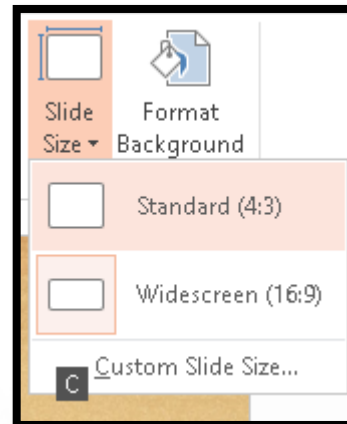 Slide Format
Size Background
Standard (4:3)
Widescreen (16:9)
Custom Slide Size...
C